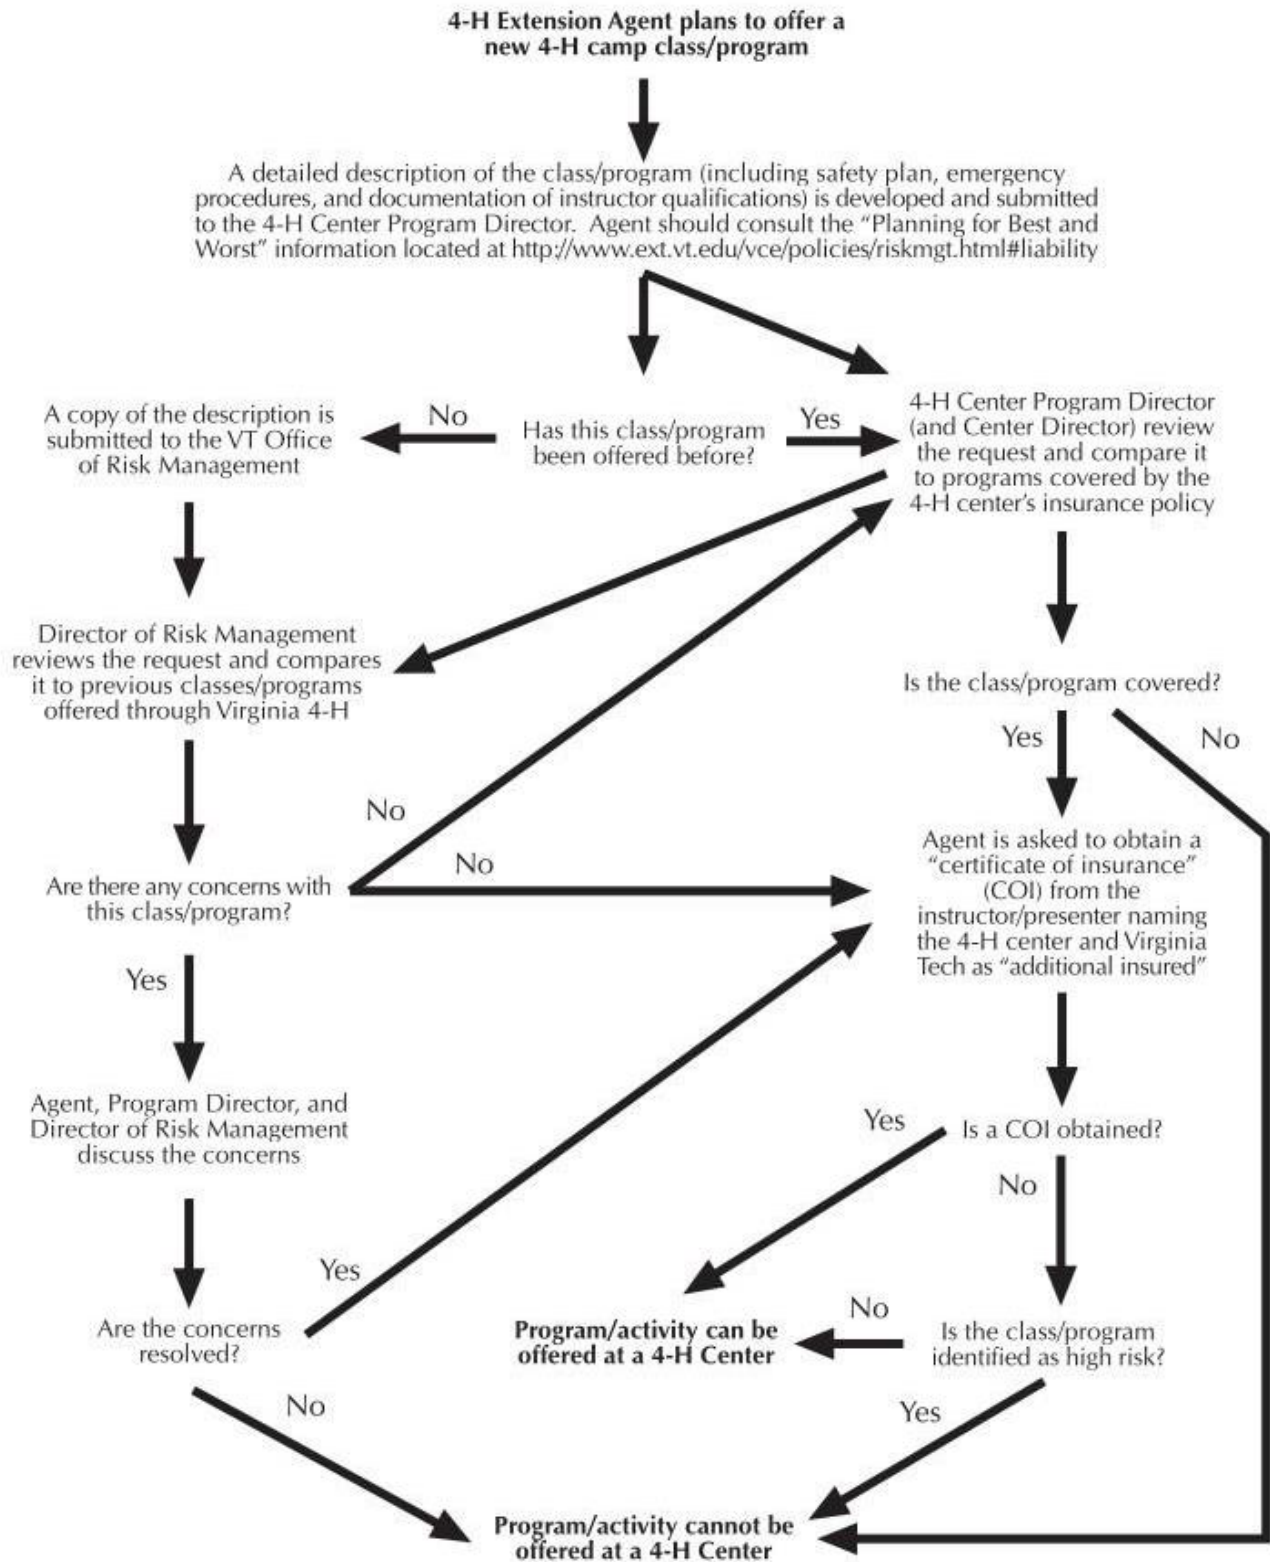 4-H Extension Agent plans to offer a
new 4-H camp class/program
A detailed description of the class/program (including safety plan, emergency
procedures, and documentation of instructor qualifications) is developed and submitted
to the 4-H Center Program Director. Agent should consult the “Planning for Best and
Worst” information located at http://www.ext.vt.edu/vce/policies/riskmgt.html#liability
A copy of the description is
submitted to the VT Office
of Risk Management
No
Has this class/program
been offered before?
Yes
4-H Center Program Director
(and Center Director) review
the request and compare it
to programs covered by the
4-H center’s insurance policy
Director of Risk Management
reviews the request and compares
it to previous classes/programs
offered through Virginia 4-H
Is the class/program covered?
Yes
No
No
No
Are there any concerns with
this class/program?
Agent is asked to obtain a
“certificate of insurance”
(COI) from the
instructor/presenter naming
the 4-H center and Virginia
Tech as “additional insured”
Yes
Agent, Program Director, and
Director of Risk Management
discuss the concerns
Yes
Is a COI obtained?
No
Yes
Are the concerns
resolved?
Program/activity can be
offered at a 4-H Center
No
Is the class/program
identified as high risk?
No
Yes
Program/activity cannot be
offered at a 4-H Center